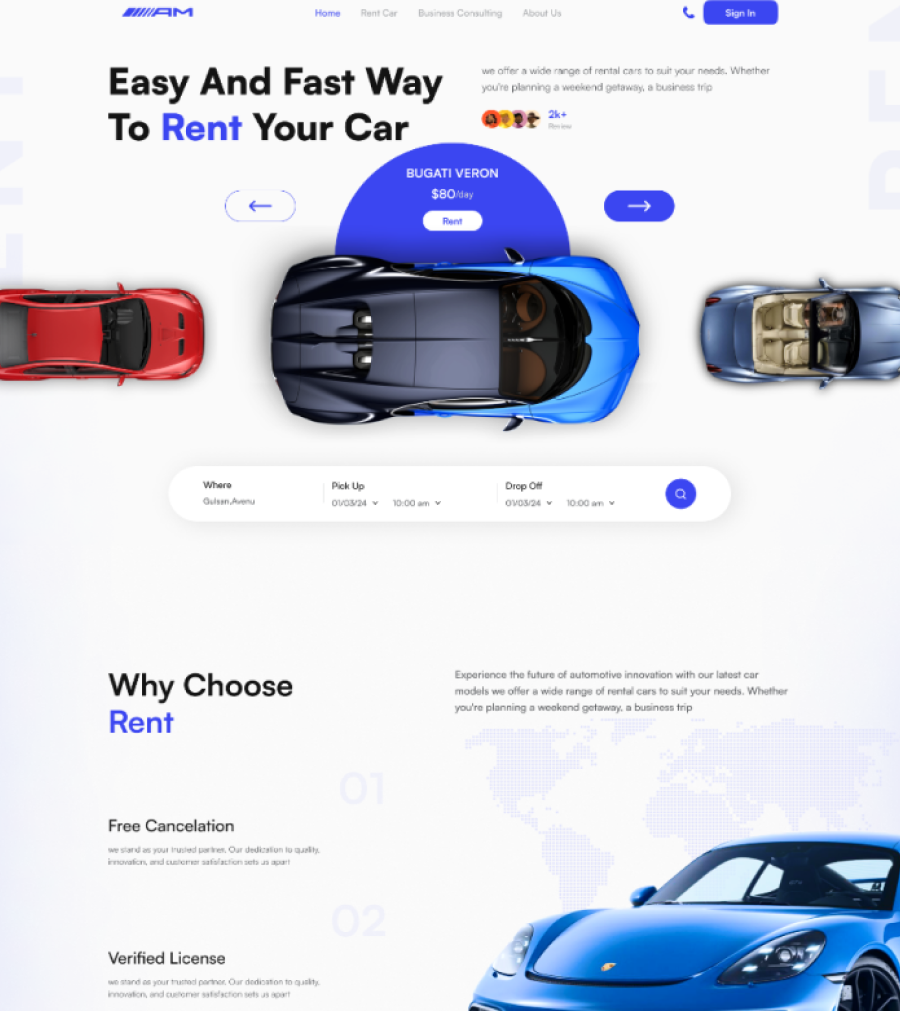 AM
Home
Rent Car
Business Consulting
About Us
Sign In
Easy And Fast Way
To Rent Your Car
we offer a wide range of rental cars to suit your needs. Whether
you're planning a weekend getaway, a business trip
2k+
Review
BUGATI VERON
$80/day
Rent
Where
Gulsan,Avenu
Pick Up
01/03/24
10:00 am
Drop Off
01/03/24
10:00 am
Why Choose
Rent
Experience the future of automotive innovation with our latest car
models we offer a wide range of rental cars to suit your needs. Whether
you're planning a weekend getaway, a business trip
01
Free Cancelation
we stand as your trusted partner. Our dedication to quality,
innovation, and customer satisfaction sets us apart
02
Verified License
we stand as your trusted partner. Our dedication to quality,
innovation, and customer satisfaction sets us apart